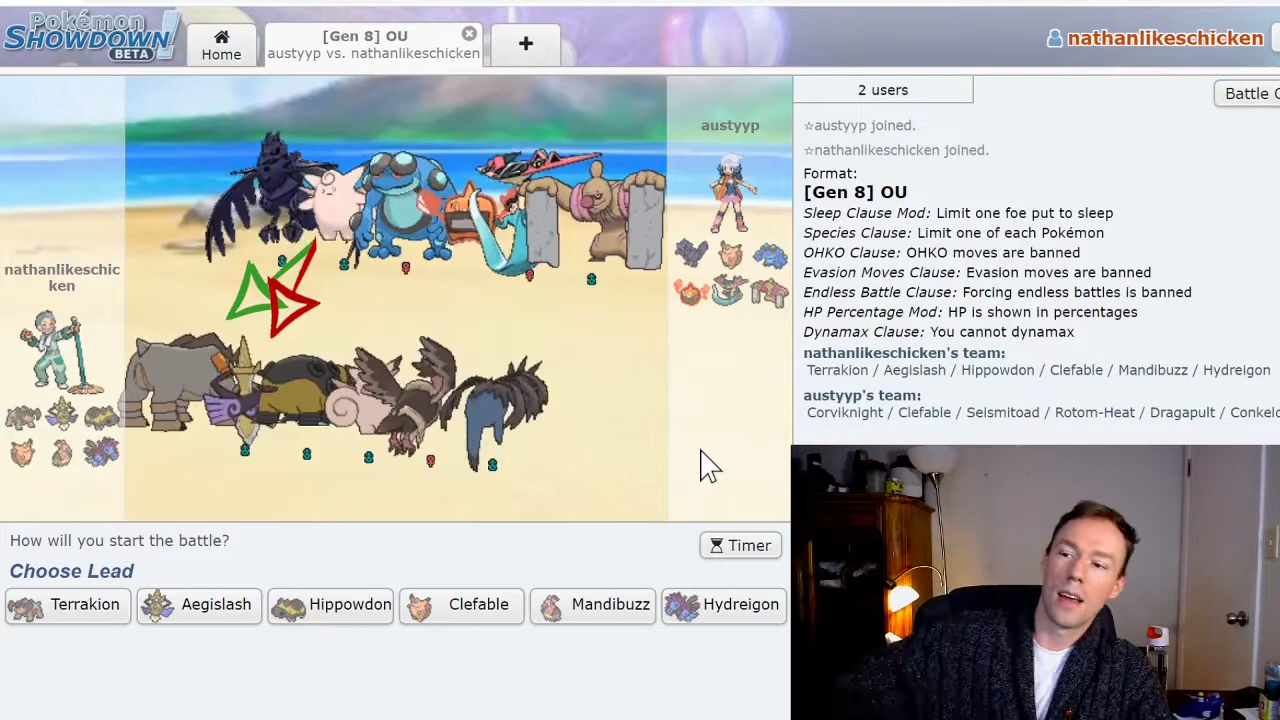 Pokémon
SHOWDOWN!
BETA
Home
[Gen 8] OU
austyyp vs. nathanlikeschicken
+
nathanlikeschicken
nathanlikeschic
ken
austyyp
2 users
Battle
☆austyyp joined.
☆nathanlikeschicken joined.
Format:
[Gen 8] OU
Sleep Clause Mod: Limit one foe put to sleep
Species Clause: Limit one of each Pokémon
OHKO Clause: OHKO moves are banned
Evasion Moves Clause: Evasion moves are banned
Endless Battle Clause: Forcing endless battles is banned
HP Percentage Mod: HP is shown in percentages
Dynamax Clause: You cannot dynamax
nathanlikeschicken's team:
Terrakion / Aegislash / Hippowdon / Clefable / Mandibuzz / Hydreigon
austyyp's team:
Corviknight / Clefable / Seismitoad / Rotom-Heat / Dragapult / Conkeld
How will you start the battle?
Timer
Choose Lead
Terrakion
Aegislash
Hippowdon
Clefable
Mandibuzz
Hydreigon